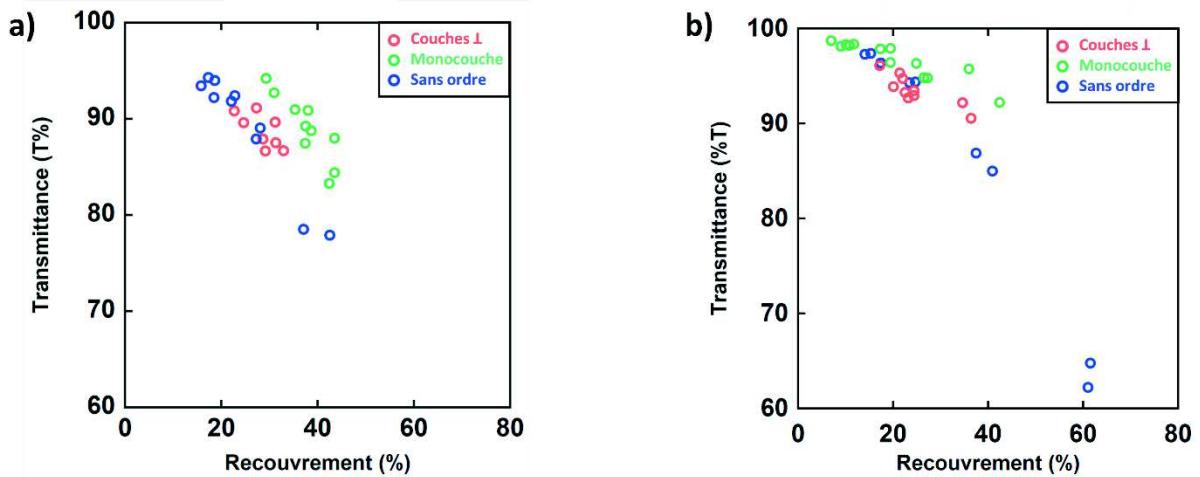 a)
100
90
80
70
60
0
20
40
60
80
Transmittance (T%)
Recouvrement (%)
Couches ⊥
Monocouche
Sans ordre
b)
100
90
80
70
60
0
20
40
60
80
Transmittance (%T)
Recouvrement (%)
Couches ⊥
Monocouche
Sans ordre